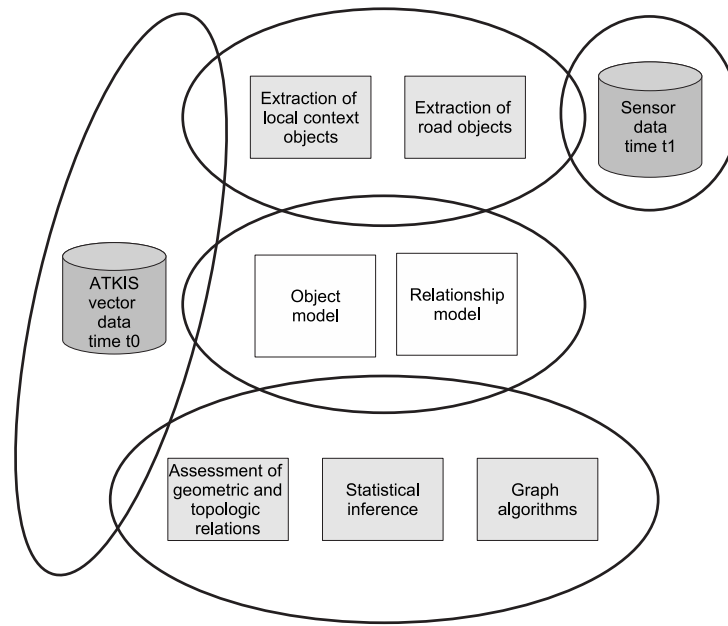 Extraction of
local context
objects
Extraction of
road objects
Sensor
data
time t1
ATKIS
vector
data
time t0
Object
model
Relationship
model
Assessment of
geometric and
topologic
relations
Statistical
inference
Graph
algorithms